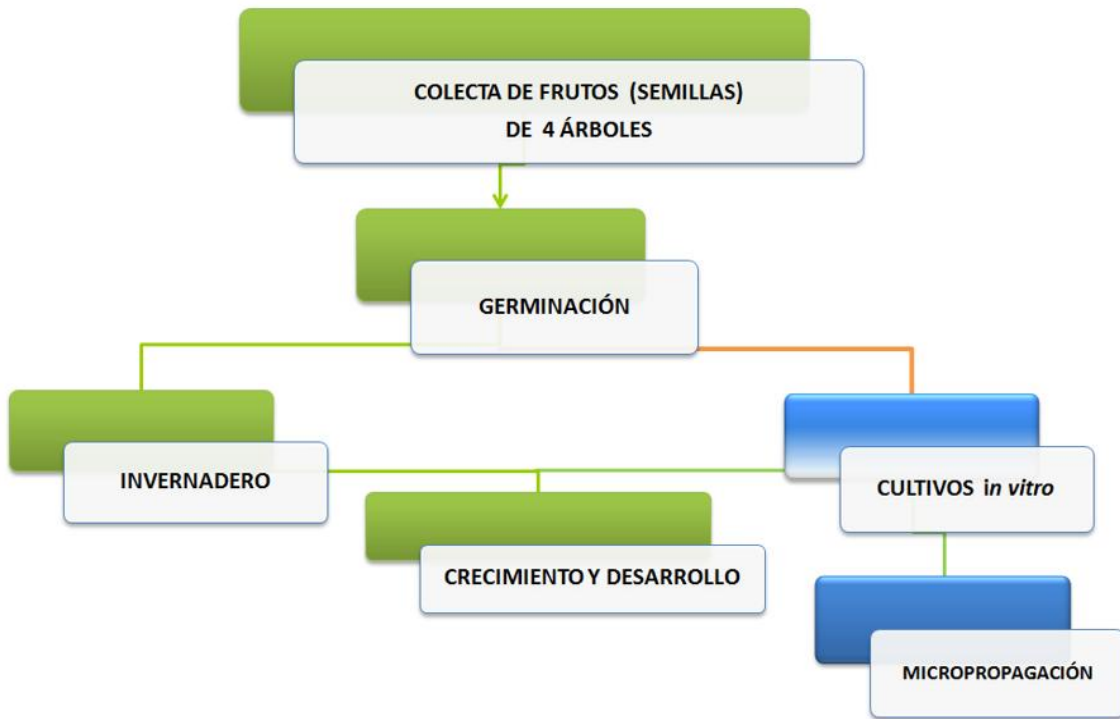 COLECTA DE FRUTOS (SEMILLAS)
DE 4 ÁRBOLES
GERMINACIÓN
INVERNADERO
CULTIVOS in vitro
CRECIMIENTO Y DESARROLLO
MICROPROPAGACIÓN